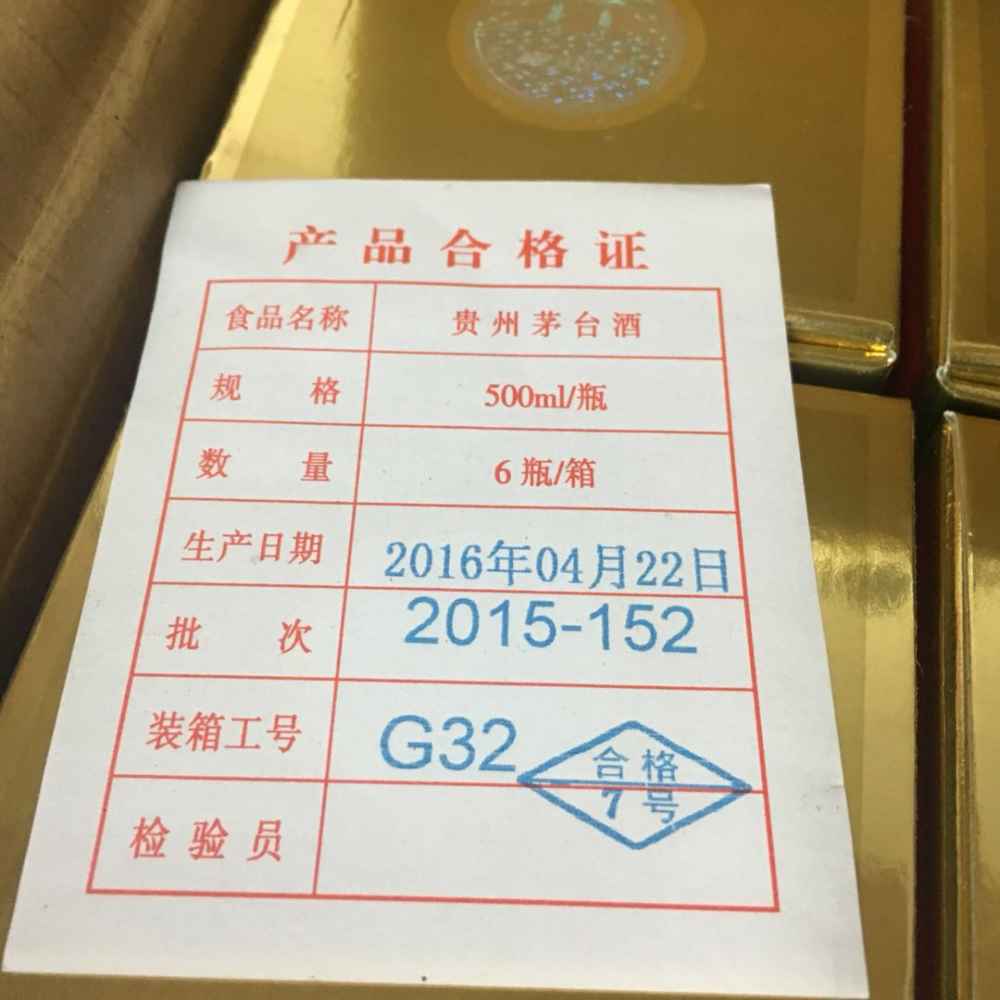 产品合格证
食品名称 贵州茅台酒
规格 500ml/瓶
数量 6瓶/箱
生产日期 2016年04月22日
批次 2015-152
装箱工号 G32
合格
7号
检验员